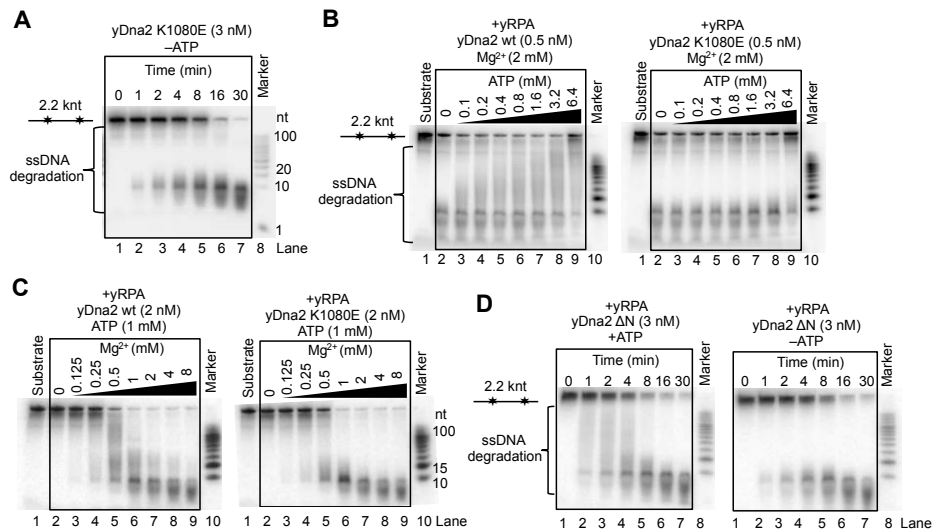 A
yDna2 K1080E (3 nM)
–ATP
Time (min)
0 1 2 4 8 16 30
Marker
2.2 knt
nt
100
ssDNA
degradation
20
10
1
1 2 3 4 5 6 7 8 Lane
B
+yRPA
yDna2 wt (0.5 nM)
Mg2+ (2 mM)
Substrate
ATP (mM)
0 0.1 0.2 0.4 0.8 1.6 3.2 6.4
Marker
2.2 knt
ssDNA
degradation
1 2 3 4 5 6 7 8 9 10
+yRPA
yDna2 K1080E (0.5 nM)
Mg2+ (2 mM)
Substrate
ATP (mM)
0 0.1 0.2 0.4 0.8 1.6 3.2 6.4
Marker
1 2 3 4 5 6 7 8 9 10
C
+yRPA
yDna2 wt (2 nM)
ATP (1 mM)
Substrate
Mg2+ (mM)
0 0.125 0.25 0.5 1 2 4 8
Marker
nt
100
15
10
1 2 3 4 5 6 7 8 9 10
+yRPA
yDna2 K1080E (2 nM)
ATP (1 mM)
Substrate
Mg2+ (mM)
0 0.125 0.25 0.5 1 2 4 8
Marker
1 2 3 4 5 6 7 8 9 10 Lane
D
+yRPA
yDna2 ΔN (3 nM)
+ATP
Time (min)
0 1 2 4 8 16 30
Marker
2.2 knt
ssDNA
degradation
1 2 3 4 5 6 7 8
+yRPA
yDna2 ΔN (3 nM)
–ATP
Time (min)
0 1 2 4 8 16 30
Marker
1 2 3 4 5 6 7 8 Lane